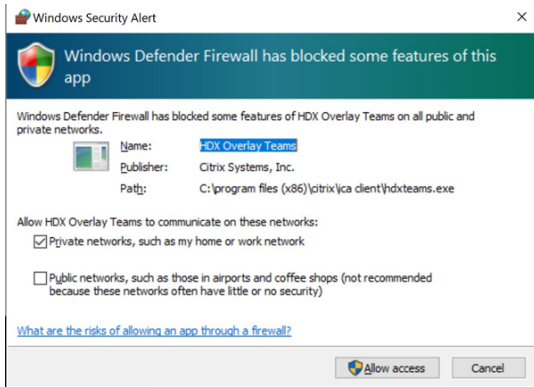 Windows Security Alert
Windows Defender Firewall has blocked some features of this
app
Windows Defender Firewall has blocked some features of HDX Overlay Teams on all public and
private networks.
Name: HDX Overlay Teams
Publisher: Citrix Systems, Inc.
Path: C:\program files (x86)\citrix\ica client\hdxteams.exe
Allow HDX Overlay Teams to communicate on these networks:
Private networks, such as my home or work network
Public networks, such as those in airports and coffee shops (not recommended
because these networks often have little or no security)
What are the risks of allowing an app through a firewall?
Allow access Cancel